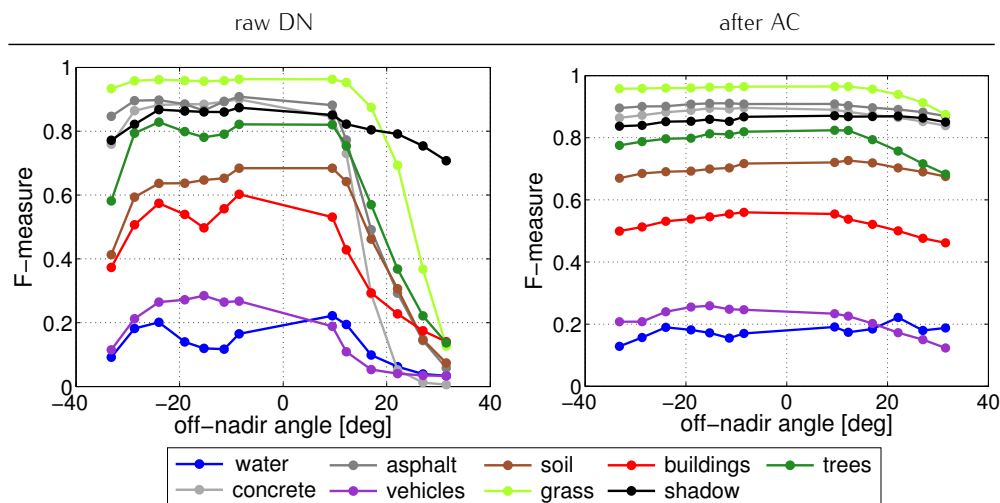 raw DN
after AC
1
0.8
0.6
0.4
0.2
0
F−measure
−40 −20 0 20 40
off−nadir angle [deg]
1
0.8
0.6
0.4
0.2
0
F−measure
−40 −20 0 20 40
off−nadir angle [deg]
water asphalt soil buildings trees
concrete vehicles grass shadow